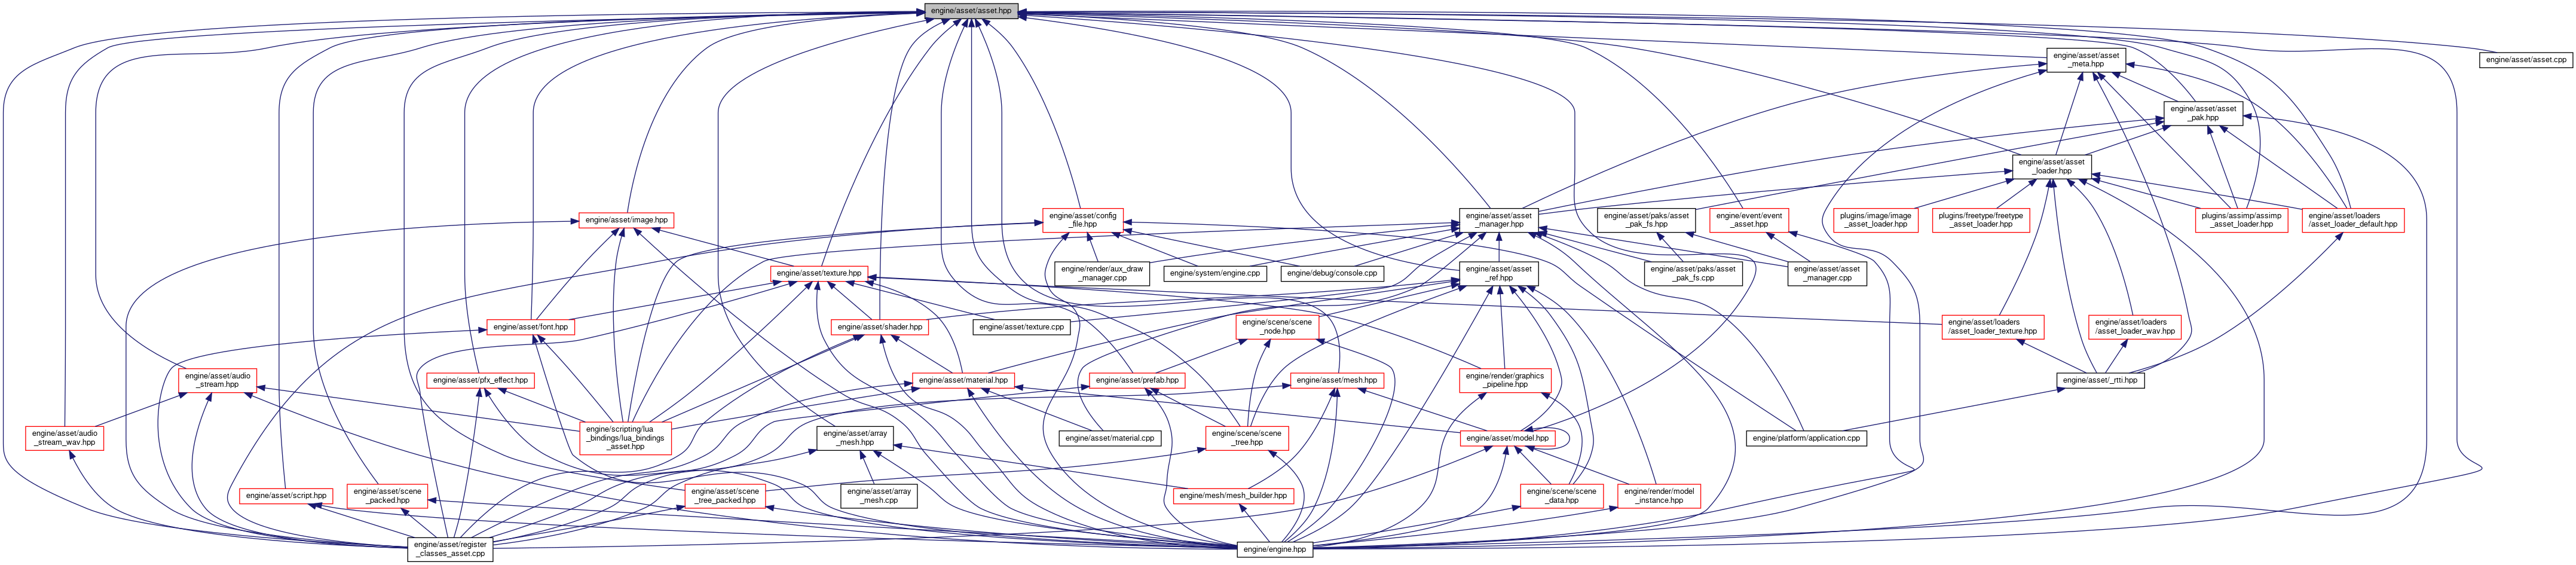 engine/asset/asset.hpp
engine/asset/asset
_meta.hpp
engine/asset/asset.cpp
engine/asset/asset
_pak.hpp
engine/asset/asset
_loader.hpp
engine/asset/image.hpp
engine/asset/config
_file.hpp
engine/asset/asset
_manager.hpp
engine/asset/paks/asset
_pak_fs.hpp
engine/event/event
_asset.hpp
plugins/image/image
_asset_loader.hpp
plugins/freetype/freetype
_asset_loader.hpp
plugins/assimp/assimp
_asset_loader.hpp
engine/asset/loaders
/asset_loader_default.hpp
engine/asset/texture.hpp
engine/render/aux_draw
_manager.cpp
engine/system/engine.cpp
engine/debug/console.cpp
engine/asset/asset
_ref.hpp
engine/asset/paks/asset
_pak_fs.cpp
engine/asset/asset
_manager.cpp
engine/asset/font.hpp
engine/asset/shader.hpp
engine/asset/texture.cpp
engine/scene/scene
_node.hpp
engine/asset/loaders
/asset_loader_texture.hpp
engine/asset/loaders
/asset_loader_wav.hpp
engine/asset/audio
_stream.hpp
engine/asset/pfx_effect.hpp
engine/asset/material.hpp
engine/asset/prefab.hpp
engine/asset/mesh.hpp
engine/render/graphics
_pipeline.hpp
engine/asset/_rtti.hpp
engine/asset/audio
_stream_wav.hpp
engine/scripting/lua
_bindings/lua_bindings
_asset.hpp
engine/asset/array
_mesh.hpp
engine/asset/material.cpp
engine/scene/scene
_tree.hpp
engine/asset/model.hpp
engine/platform/application.cpp
engine/asset/script.hpp
engine/asset/scene
_packed.hpp
engine/asset/scene
_tree_packed.hpp
engine/asset/array
_mesh.cpp
engine/mesh/mesh_builder.hpp
engine/scene/scene
_data.hpp
engine/render/model
_instance.hpp
engine/asset/register
_classes_asset.cpp
engine/engine.hpp